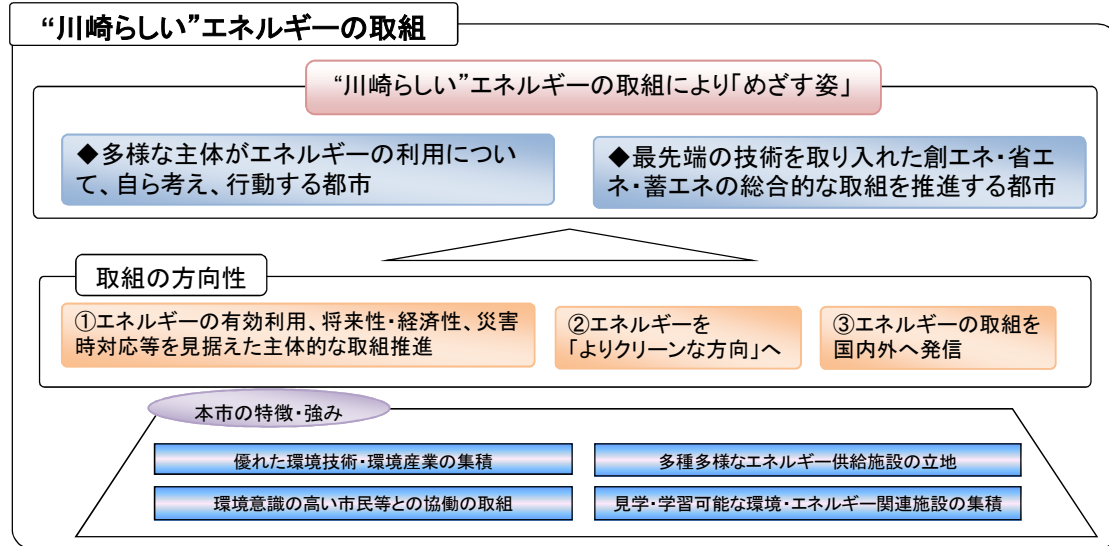 “川崎らしい”エネルギーの取組
“川崎らしい”エネルギーの取組により「めざす姿」
◆多様な主体がエネルギーの利用につい
て、自ら考え、行動する都市
◆最先端の技術を取り入れた創エネ・省エ
ネ・蓄エネの総合的な取組を推進する都市
取組の方向性
①エネルギーの有効利用、将来性・経済性、災害
時対応等を見据えた主体的な取組推進
②エネルギーを
「よりクリーンな方向」へ
③エネルギーの取組を
国内外へ発信
本市の特徴・強み
優れた環境技術・環境産業の集積
多種多様なエネルギー供給施設の立地
環境意識の高い市民等との協働の取組
見学・学習可能な環境・エネルギー関連施設の集積